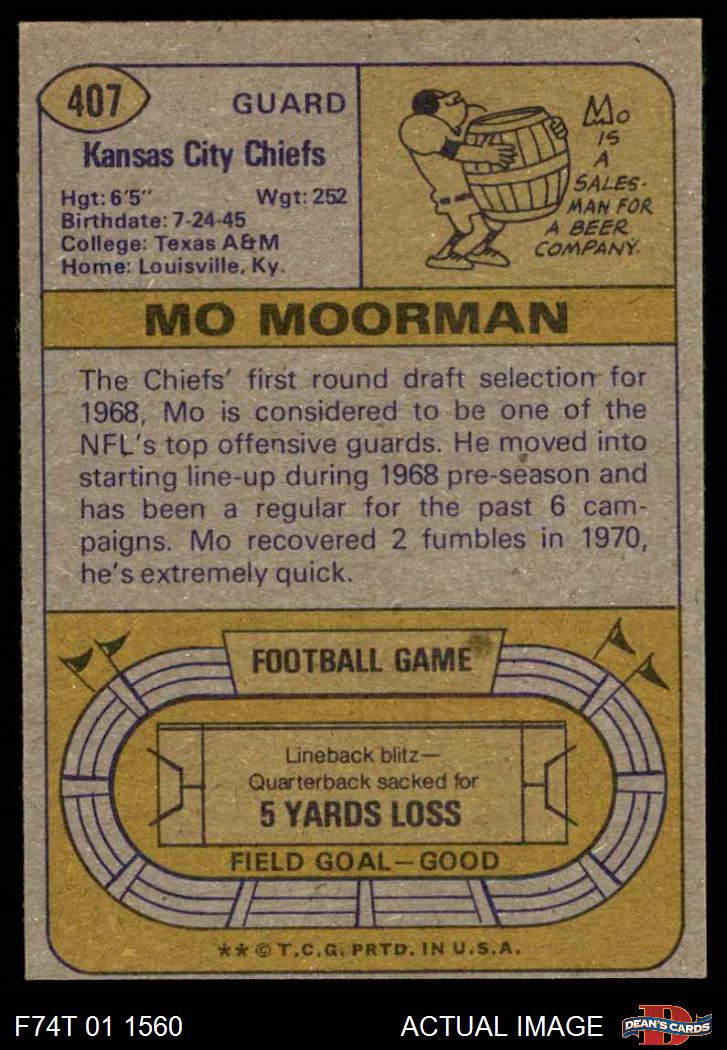 407
GUARD
Kansas City Chiefs
Hgt: 6'5" Wgt: 252
Birthdate: 7-24-45
College: Texas A&M
Home: Louisville, Ky.
Mo
IS
A
SALES-
MAN FOR
A BEER
COMPANY.
MO MOORMAN
The Chiefs' first round draft selection for
1968, Mo is considered to be one of the
NFL's top offensive guards. He moved into
starting line-up during 1968 pre-season and
has been a regular for the past 6 cam-
paigns. Mo recovered 2 fumbles in 1970,
he's extremely quick.
FOOTBALL GAME
Lineback blitz—
Quarterback sacked for
5 YARDS LOSS
FIELD GOAL—GOOD
** © T.C.G. PRTD. IN U.S.A.
F74T 01 1560 ACTUAL IMAGE
D
DEAN'S CARDS